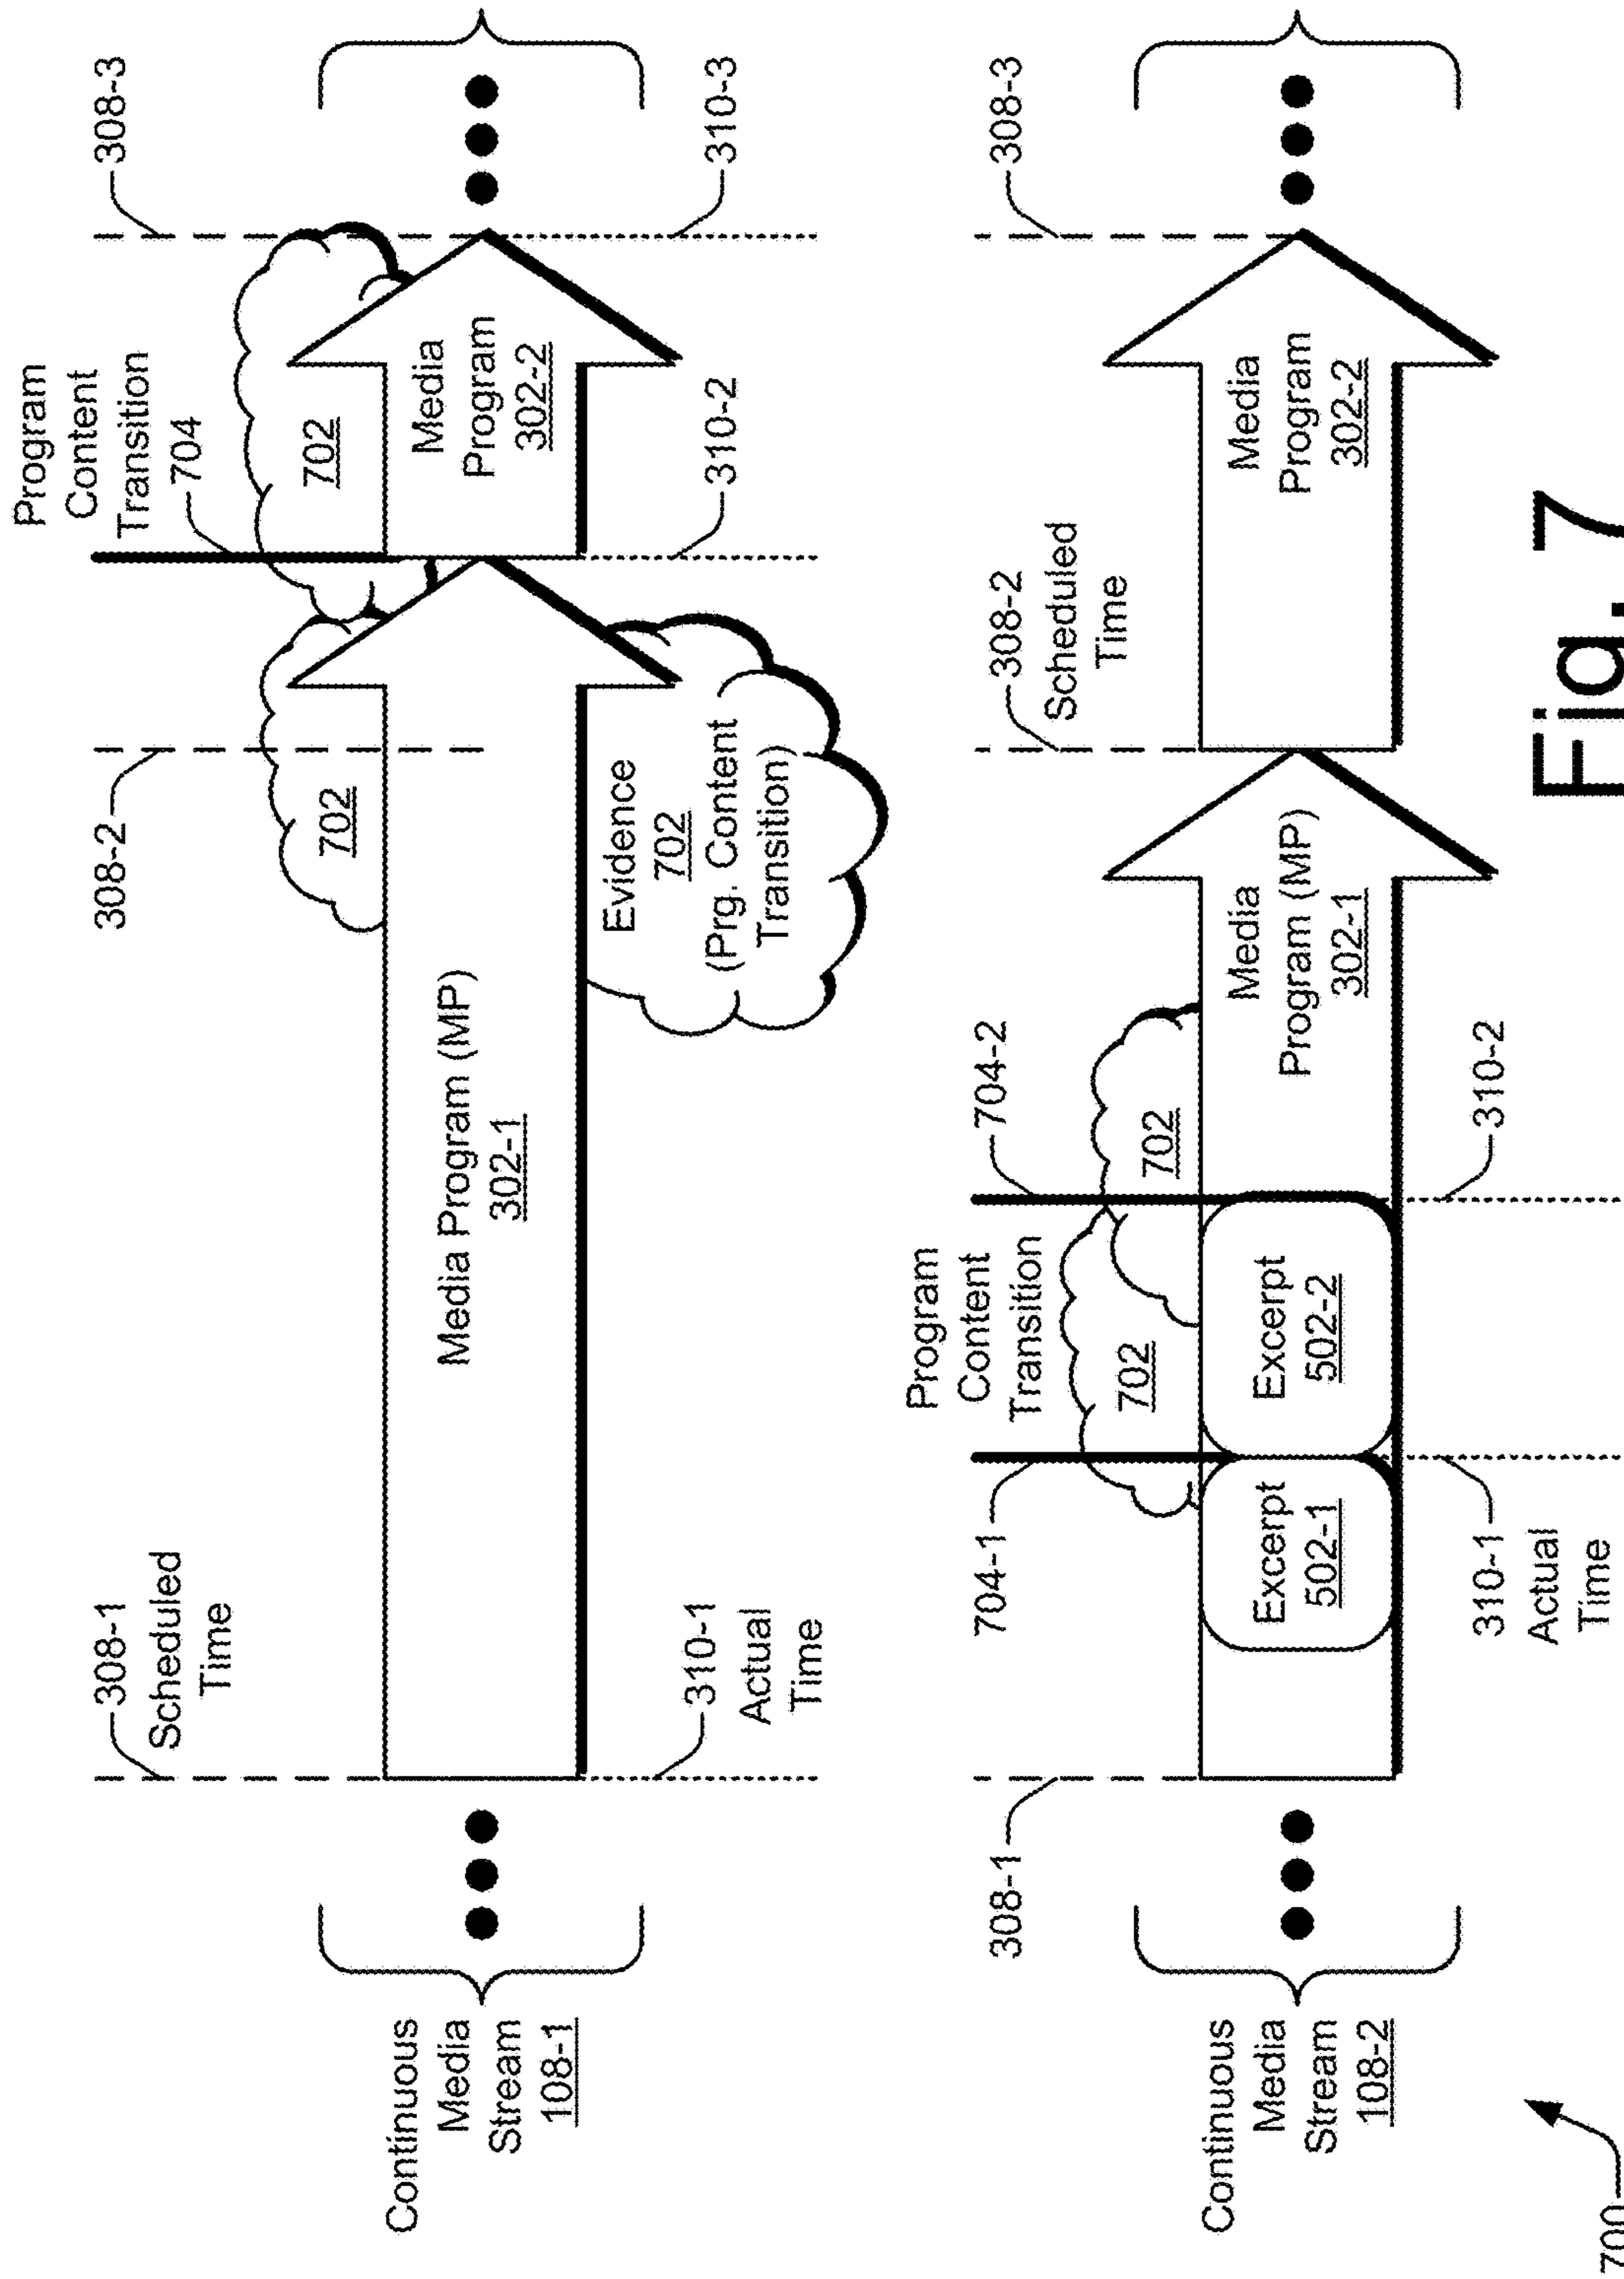 Continuous
Media
Stream
108-1
308-1
Scheduled
Time
310-1
Actual
Time
Media Program (MP)
302-1
308-2
702
Evidence
702
(Prg. Content
Transition)
Program
Content
Transition
704
702
Media
Program
302-2
310-2
308-3
310-3
Continuous
Media
Stream
108-2
308-1
704-1
Program
Content
Transition
704-2
702
702
Excerpt
502-1
Excerpt
502-2
310-1
Actual
Time
310-2
Media
Program (MP)
302-1
308-2
Scheduled
Time
Media
Program
302-2
308-3
700
Fig. 7